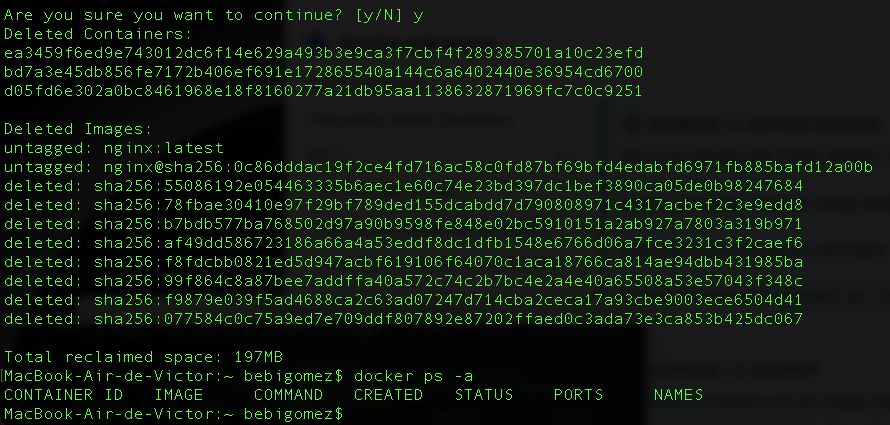 Are you sure you want to continue? [y/N] y
Deleted Containers:
ea3459f6ed9e743012dc6f14e629a493b3e9ca3f7cbf4f289385701a10c23efd
bd7a3e45db856fe7172b406ef691e172865540a144c6a6402440e36954cd6700
d05fd6e302a0bc8461968e18f8160277a21db95aa1138632871969fc7c0c9251
Deleted Images:
untagged: nginx:latest
untagged: nginx@sha256:0c86dddac19f2ce4fd716ac58c0fd87bf69bfd4edabfd6971fb885bafd12a00b
deleted: sha256:55086192e054463335b6aec1e60c74e23bd397dc1bef3890ca05de0b98247684
deleted: sha256:78fbae30410e97f29bf789ded155dcabdd7d790808971c4317acbef2c3e9edd8
deleted: sha256:b7bdb577ba768502d97a90b9598fe848e02bc5910151a2ab927a7803a319b971
deleted: sha256:af49dd586723186a66a4a53eddf8dc1dfb1548e6766d06a7fce3231c3f2caef6
deleted: sha256:f8fdcbb0821ed5d947acbf619106f64070c1aca18766ca814ae94dbb431985ba
deleted: sha256:99f864c8a87bee7addffa40a572c74c2b7bc4e2a4e40a65508a53e57043f348c
deleted: sha256:f9879e039f5ad4688ca2c63ad07247d714cba2ceca17a93cbe9003ece6504d41
deleted: sha256:077584c0c75a9ed7e709ddf807892e87202ffaed0c3ada73e3ca853b425dc067
Total reclaimed space: 197MB
MacBook-Air-de-Victor:~ bebigomez$ docker ps -a
CONTAINER ID IMAGE COMMAND CREATED STATUS PORTS NAMES
MacBook-Air-de-Victor:~ bebigomez$